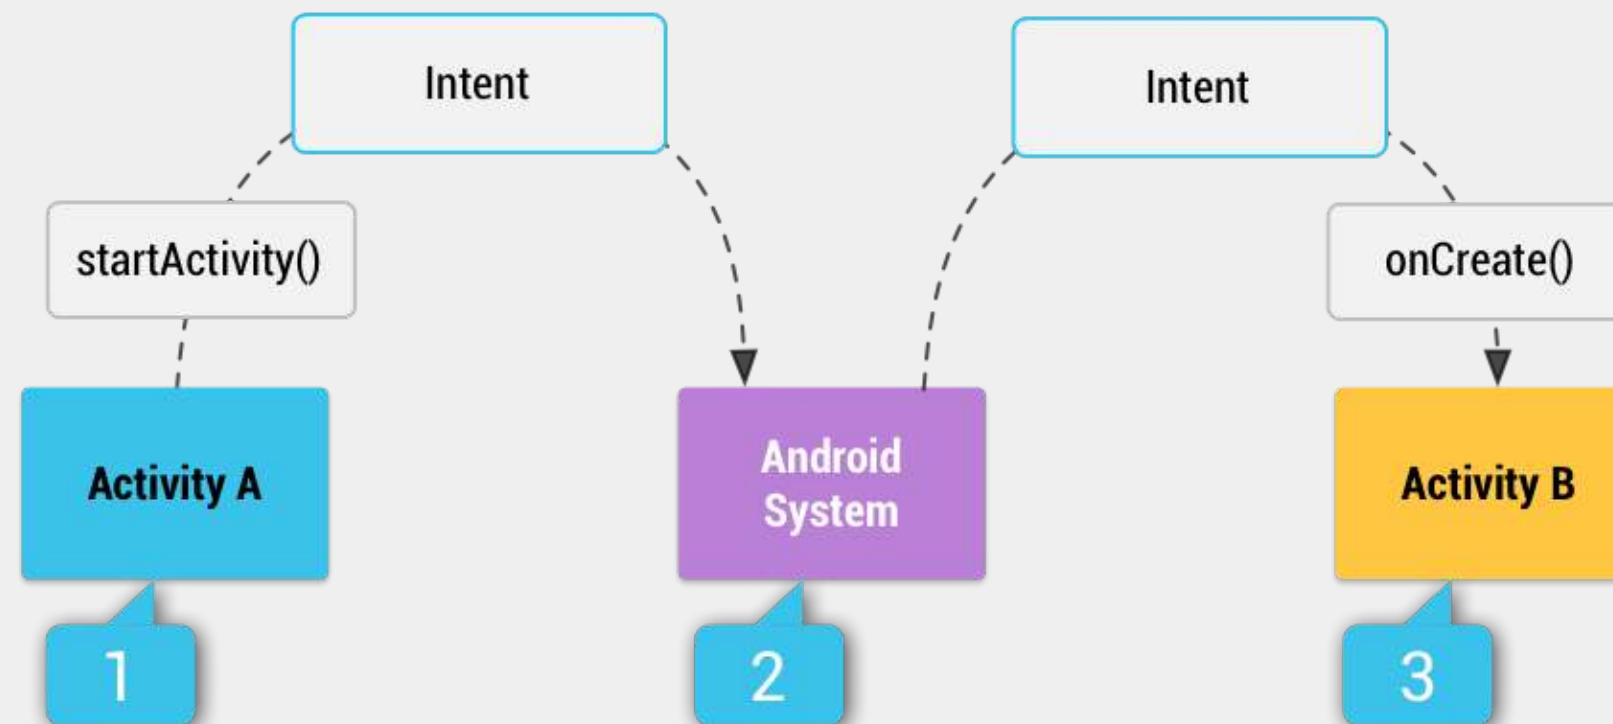 Intent
Intent
startActivity()
onCreate()
Activity A
Android
System
Activity B
1
2
3